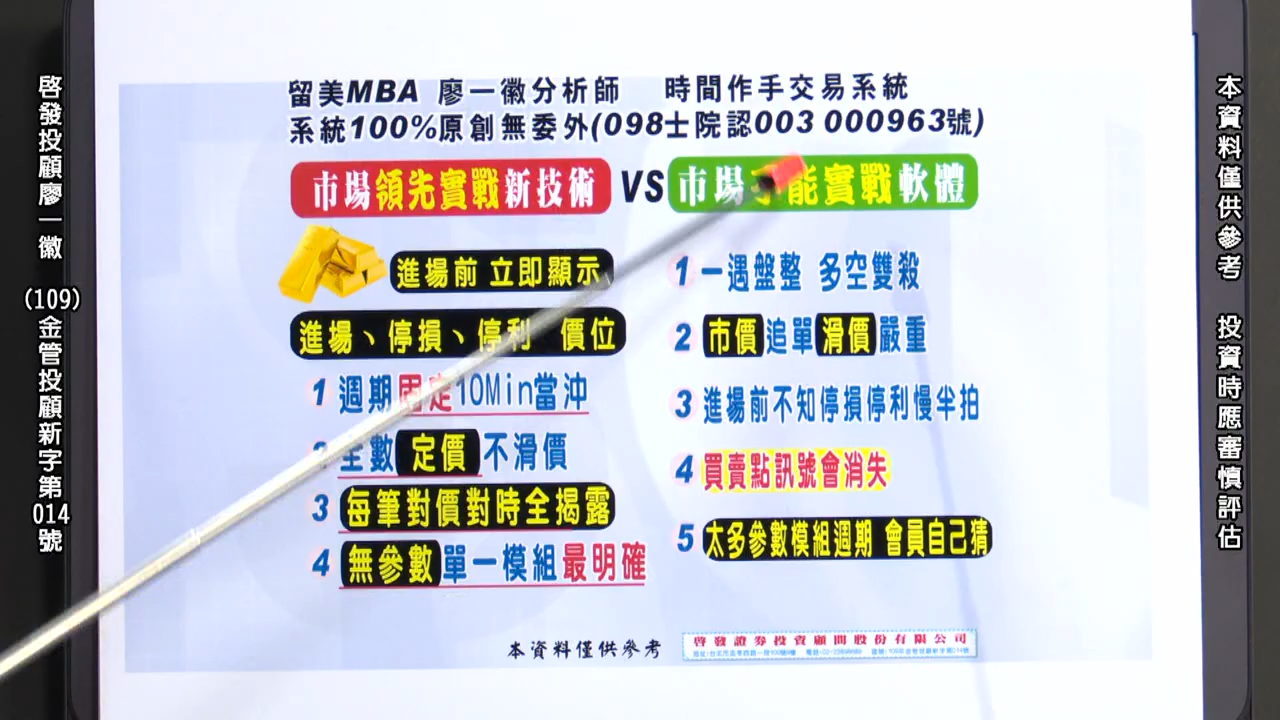 啓發投顧廖一徽 (109)金管投顧新字第014號
留美MBA 廖一徽分析師 時間作手交易系統
系統100%原創無委外(098士院認003 000963號)
市場領先實戰新技術 VS 市場 能實戰軟體
進場前 立即顯示
進場、停損、停利 價位
1 週期固定10Min當沖
全數 定價 不滑價
3 每筆對價對時全揭露
4 無參數單一模組最明確
1 一遇盤整 多空雙殺
2 市價追單滑價嚴重
3 進場前不知停損停利慢半拍
4 買賣點訊號會消失
5 太多參數模組週期 會員自己猜
本資料僅供參考
啓發證券投資顧問股份有限公司
本資料僅供參考 投資時應審慎評估